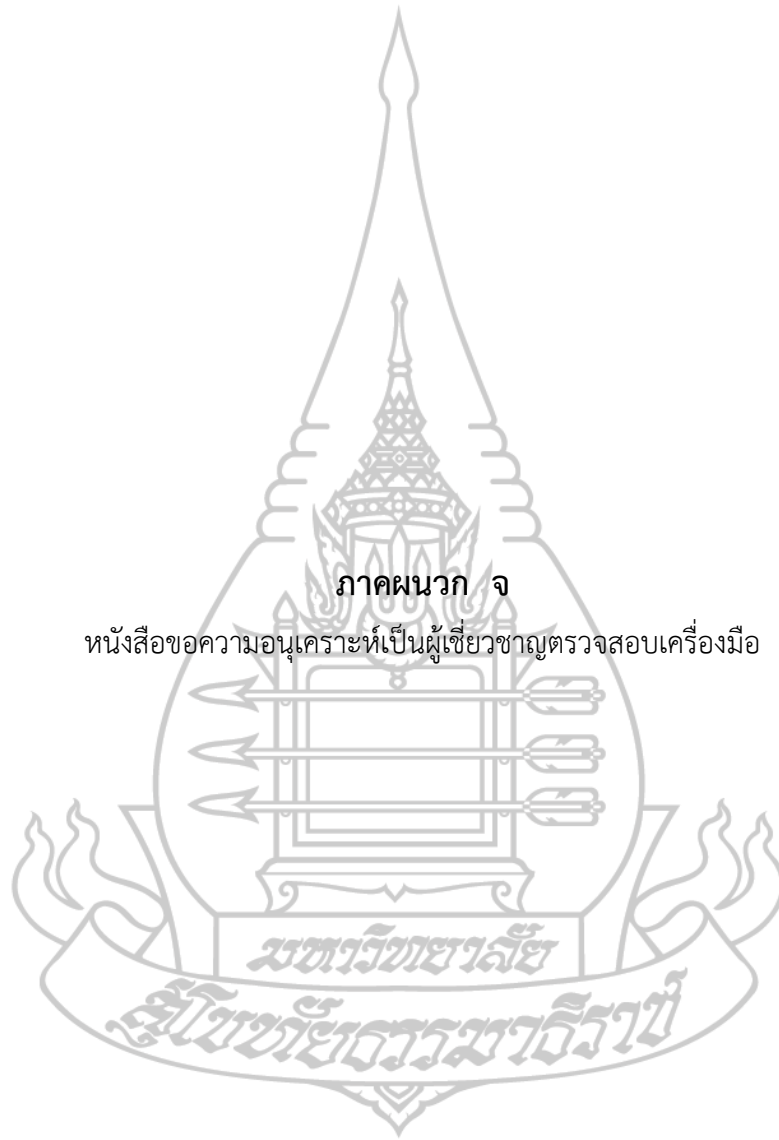 ภาคผนวก จ
หนังสือขอความอนุเคราะห์เป็นผู้เชี่ยวชาญตรวจสอบเครื่องมือ
มหาวิทยาลัย
สุโขทัยธรรมาธิราช